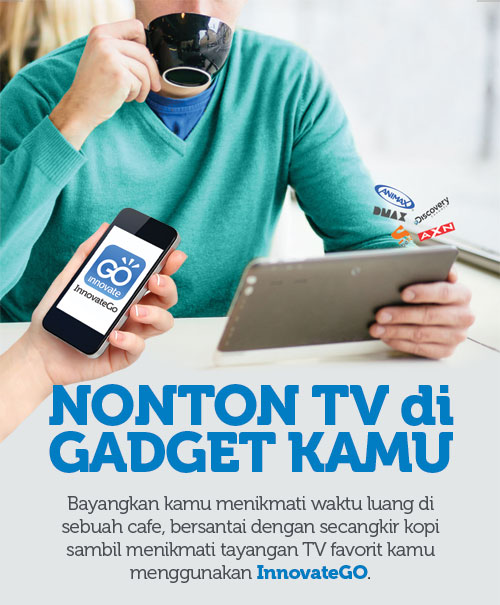 ANIMAX
DMAX
Discovery
AXN
GO
innovate
InnovateGo
NONTON TV di
GADGET KAMU
Bayangkan kamu menikmati waktu luang di
sebuah cafe, bersantai dengan secangkir kopi
sambil menikmati tayangan TV favorit kamu
menggunakan InnovateGO.